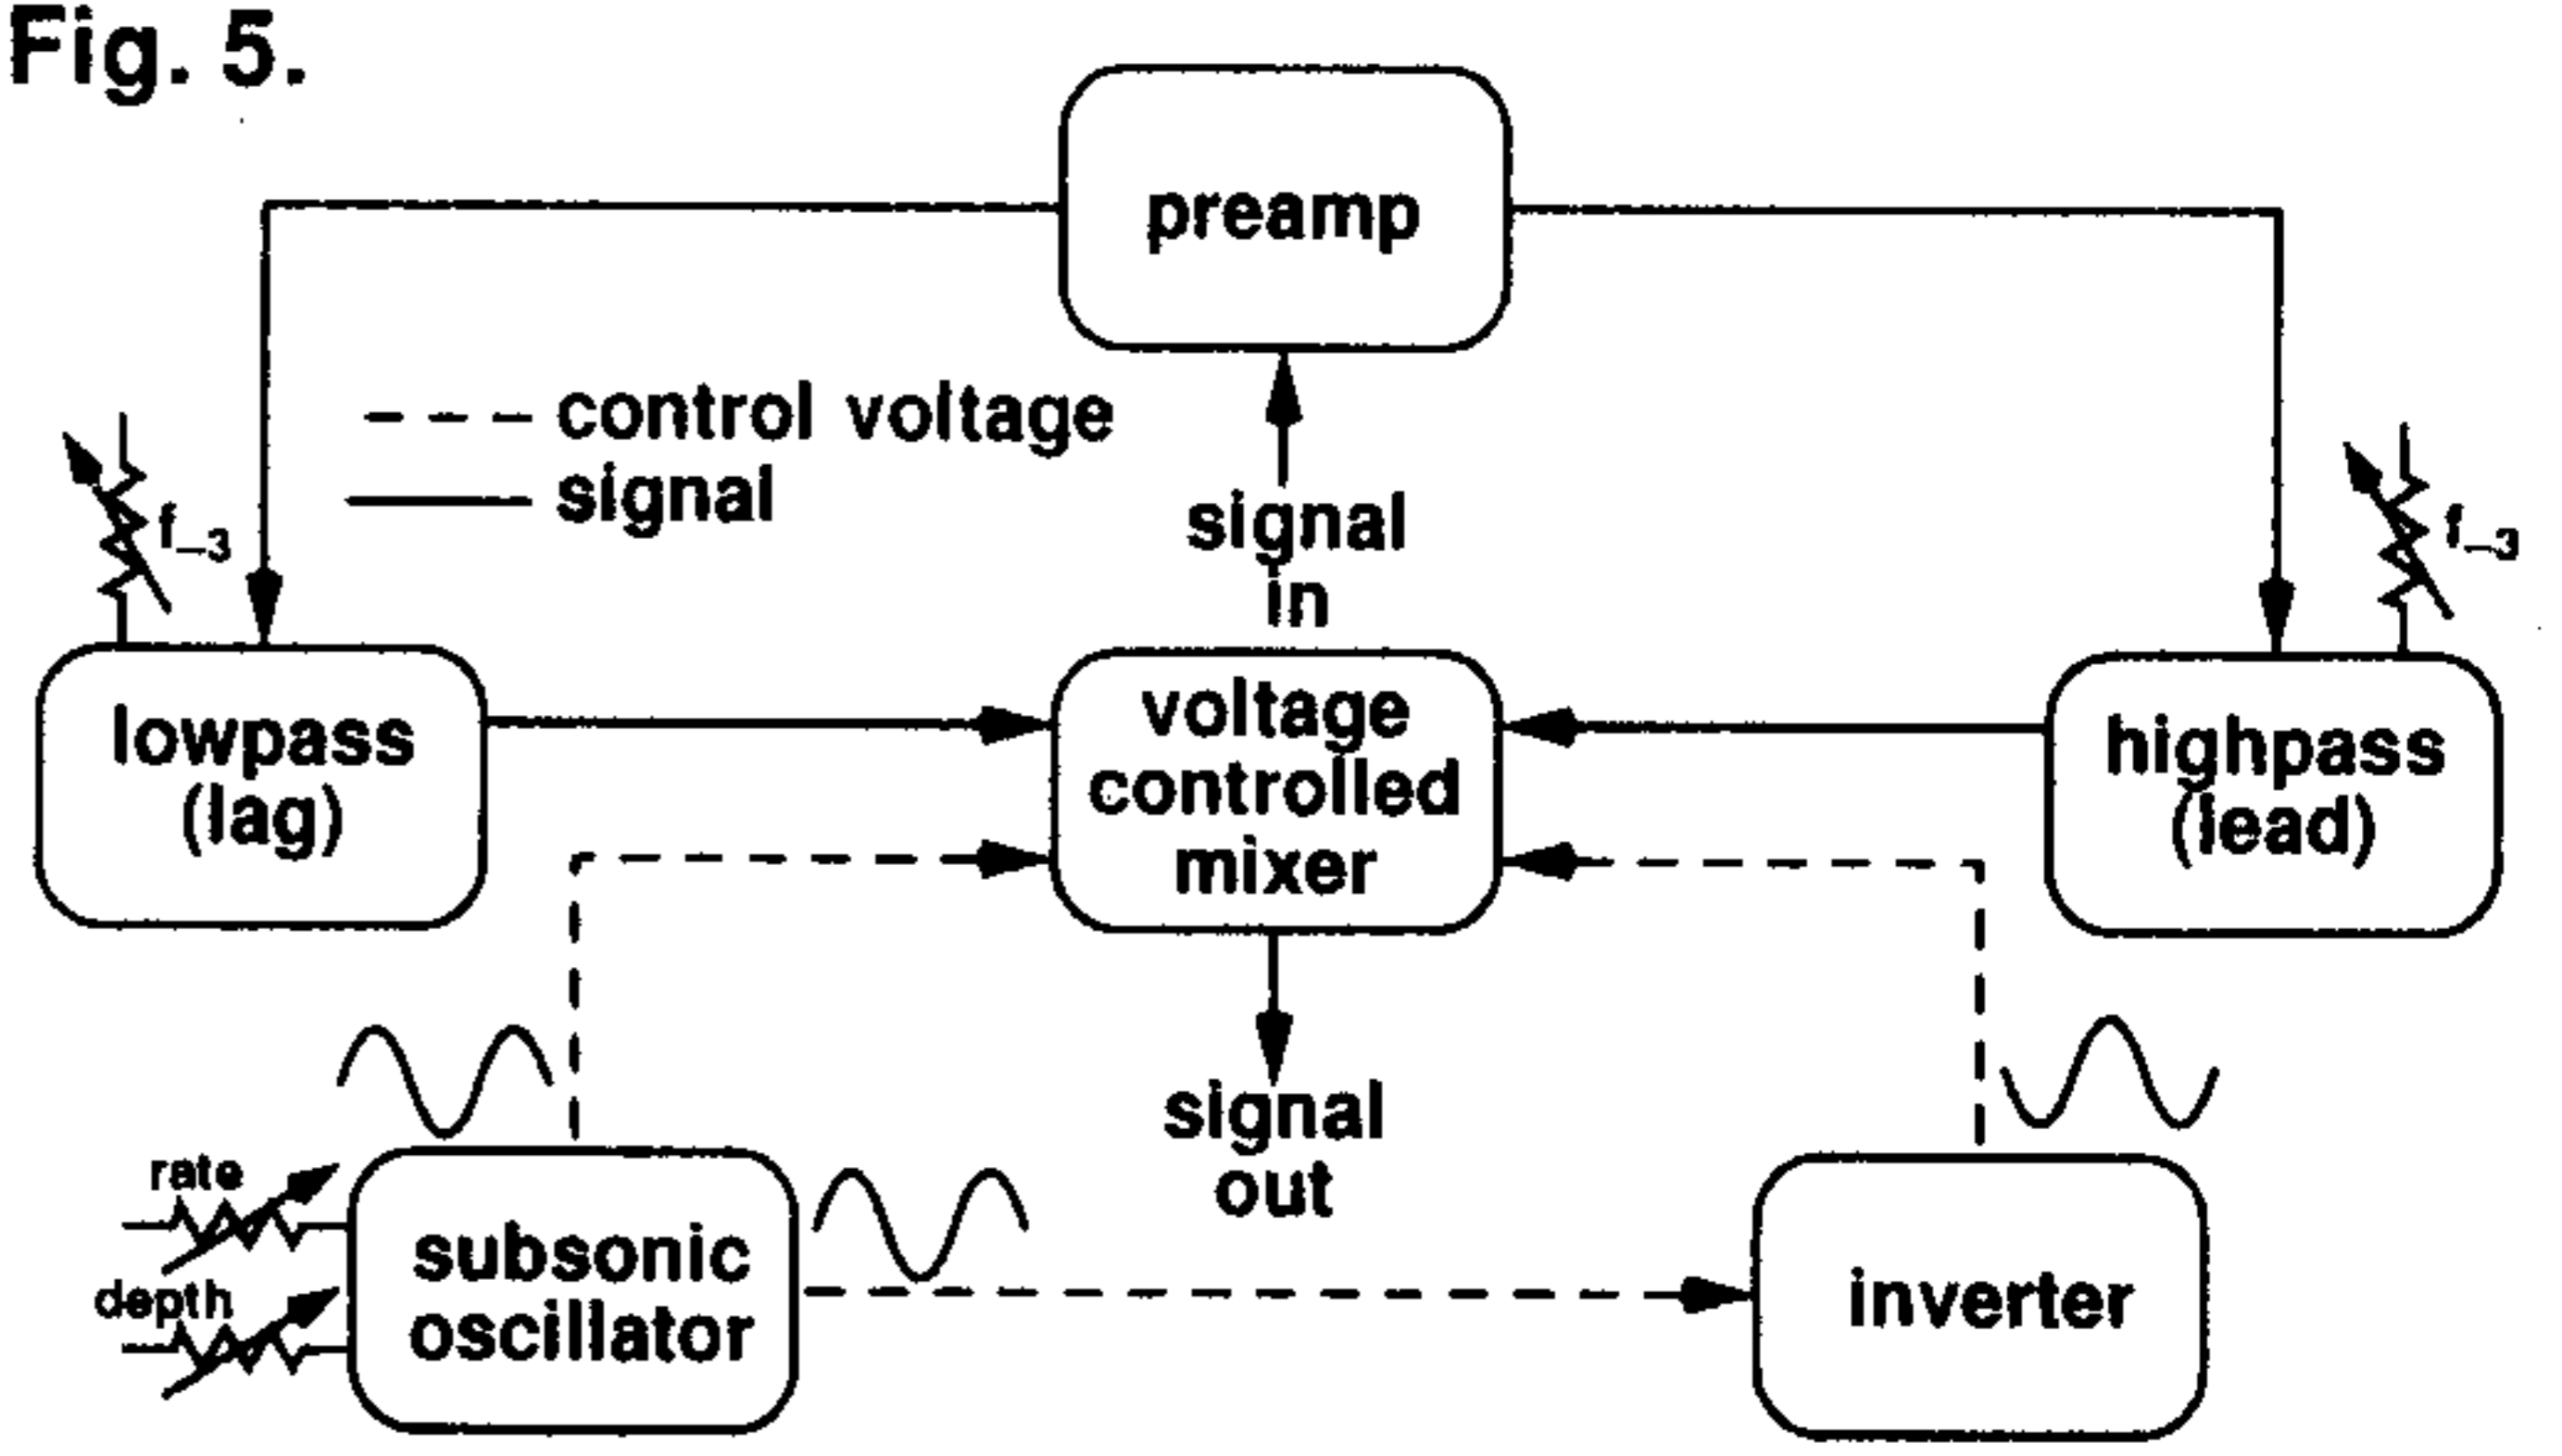 Fig. 5.
preamp
control voltage
signal
signal
in
f–3
f–3
lowpass
(lag)
voltage
controlled
mixer
highpass
(lead)
signal
out
rate
depth
subsonic
oscillator
inverter